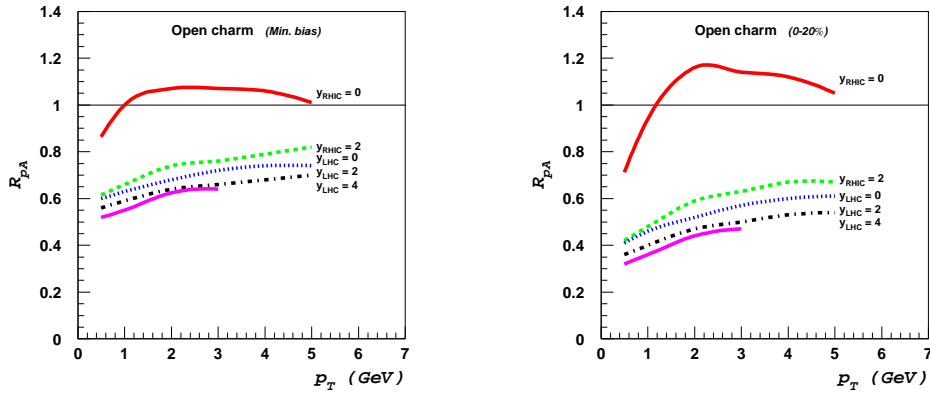 Open charm (Min. bias)
1.4
1.2
1
0.8
0.6
0.4
0.2
0
y_RHIC = 0
y_RHIC = 2
y_LHC = 0
y_LHC = 2
y_LHC = 4
R_pA
0 1 2 3 4 5 6 7
p_T (GeV)
Open charm (0-20%)
1.4
1.2
1
0.8
0.6
0.4
0.2
0
y_RHIC = 0
y_RHIC = 2
y_LHC = 0
y_LHC = 2
y_LHC = 4
R_pA
0 1 2 3 4 5 6 7
p_T (GeV)